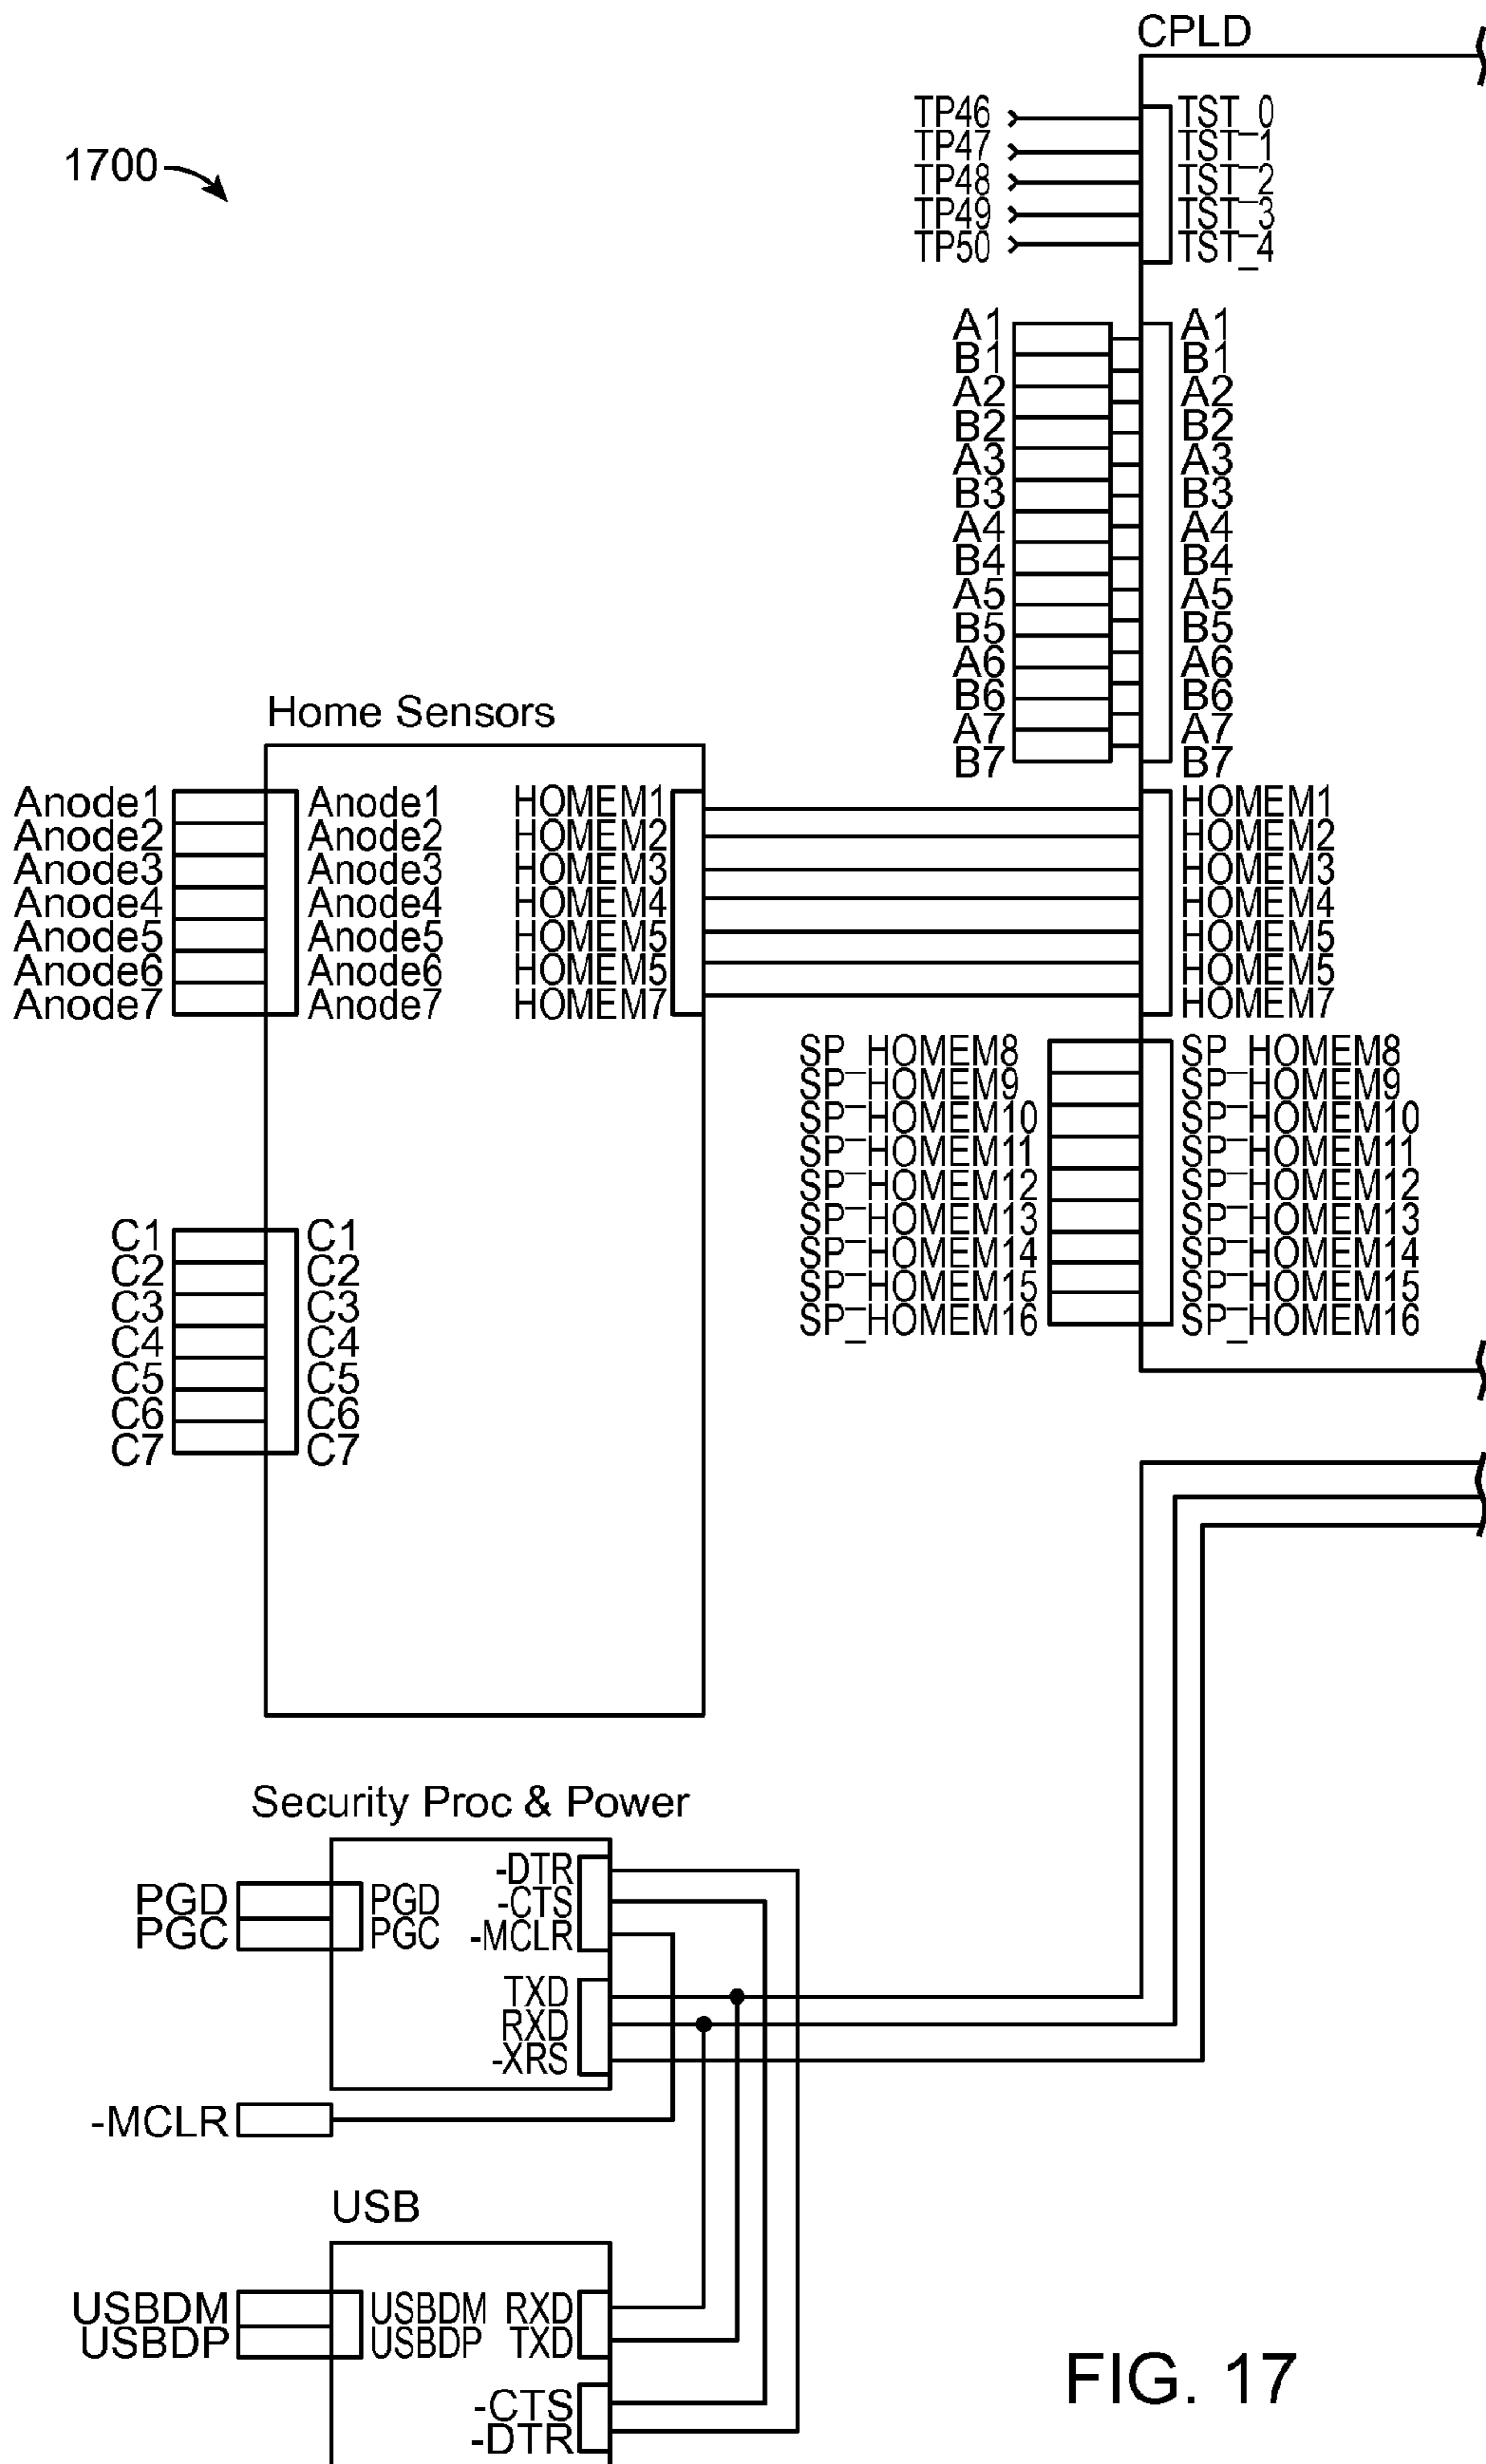 CPLD
1700
TP46 TST_0
TP47 TST_1
TP48 TST_2
TP49 TST_3
TP50 TST_4
A1 A1
B1 B1
A2 A2
B2 B2
A3 A3
B3 B3
A4 A4
B4 B4
A5 A5
B5 B5
A6 A6
B6 B6
A7 A7
B7 B7
Home Sensors
Anode1 Anode1 HOMEM1 HOMEM1
Anode2 Anode2 HOMEM2 HOMEM2
Anode3 Anode3 HOMEM3 HOMEM3
Anode4 Anode4 HOMEM4 HOMEM4
Anode5 Anode5 HOMEM5 HOMEM5
Anode6 Anode6 HOMEM5 HOMEM5
Anode7 Anode7 HOMEM7 HOMEM7
SP_HOMEM8 SP_HOMEM8
SP_HOMEM9 SP_HOMEM9
SP_HOMEM10 SP_HOMEM10
SP_HOMEM11 SP_HOMEM11
SP_HOMEM12 SP_HOMEM12
SP_HOMEM13 SP_HOMEM13
SP_HOMEM14 SP_HOMEM14
SP_HOMEM15 SP_HOMEM15
SP_HOMEM16 SP_HOMEM16
C1 C1
C2 C2
C3 C3
C4 C4
C5 C5
C6 C6
C7 C7
Security Proc & Power
-DTR
PGD PGD -CTS
PGC PGC -MCLR
TXD
RXD
-XRS
-MCLR
USB
USBDM USBDM RXD
USBDP USBDP TXD
-CTS
-DTR
FIG. 17